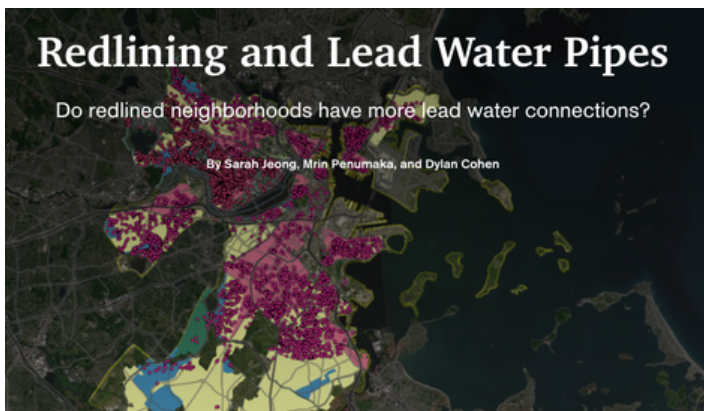 Redlining and Lead Water Pipes
Do redlined neighborhoods have more lead water connections?
By Sarah Jeong, Mrin Penumaka, and Dylan Cohen